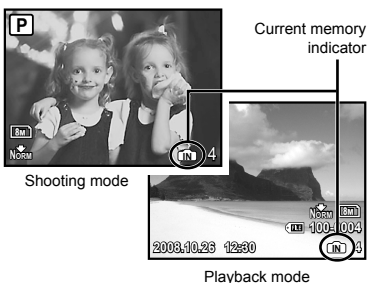 P
Current memory
indicator
8M
NORM
IN 4
Shooting mode
NORM 8M
FILE 100-0004
2008.10.26 12:30 IN 4
Playback mode